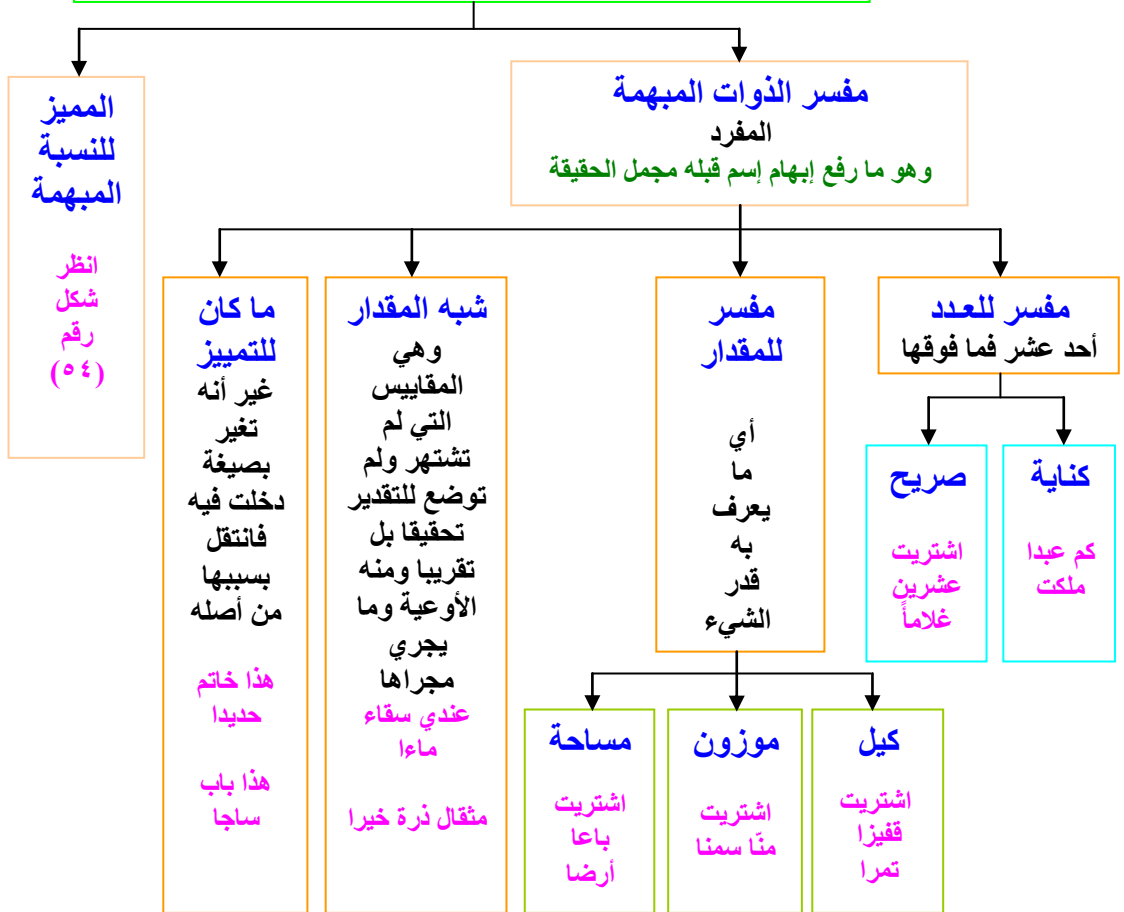 مفسر الذوات المبهمة
المفرد
وهو ما رفع إبهام إسم قبله مجمل الحقيقة
المميز
للنسبة
المبهمة
انظر
شكل
رقم
(٥٤)
مفسر للعدد
أحد عشر فما فوقها
كناية
كم عبدا
ملكت
صريح
اشتريت
عشرين
غلاماً
مفسر
للمقدار
أي
ما
يعرف
به
قدر
الشيء
كيل
اشتريت
قفيزا
تمرا
موزون
اشتريت
منّا سمنا
مساحة
اشتريت
باعا
أرضا
شبه المقدار
وهي
المقاييس
التي لم
تشتهر ولم
توضع للتقدير
تحقيقا بل
تقريبا ومنه
الأوعية وما
يجري
مجراها
عندي سقاء
ماءا
مثقال ذرة خيرا
ما كان
للتمييز
غير أنه
تغير
بصيغة
دخلت فيه
فانتقل
بسببها
من أصله
هذا خاتم
حديدا
هذا باب
ساجا